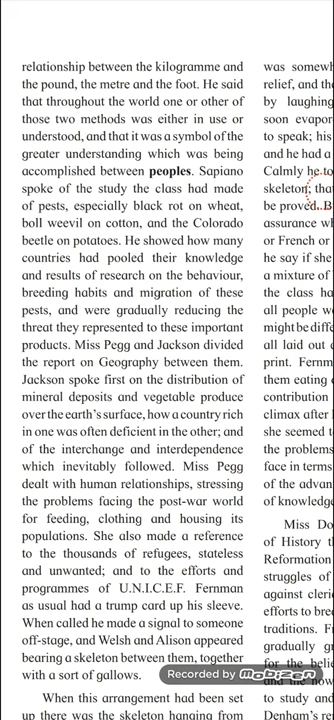 relationship between the kilogramme and
the pound, the metre and the foot. He said
that throughout the world one or other of
those two methods was either in use or
understood, and that it was a symbol of the
greater understanding which was being
accomplished between peoples. Sapiano
spoke of the study the class had made
of pests, especially black rot on wheat,
boll weevil on cotton, and the Colorado
beetle on potatoes. He showed how many
countries had pooled their knowledge
and results of research on the behaviour,
breeding habits and migration of these
pests, and were gradually reducing the
threat they represented to these important
products. Miss Pegg and Jackson divided
the report on Geography between them.
Jackson spoke first on the distribution of
mineral deposits and vegetable produce
over the earth's surface, how a country rich
in one was often deficient in the other; and
of the interchange and interdependence
which inevitably followed. Miss Pegg
dealt with human relationships, stressing
the problems facing the post-war world
for feeding, clothing and housing its
populations. She also made a reference
to the thousands of refugees, stateless
and unwanted; and to the efforts and
programmes of U.N.I.C.E.F. Fernman
as usual had a trump card up his sleeve.
When called he made a signal to someone
off-stage, and Welsh and Alison appeared
bearing a skeleton between them, together
with a sort of gallows.
When this arrangement had been set
up there was the skeleton hanging from
was
relief, and
by laughing
soon
to speak; his
and he had a
Calmly he
skeleton;
be proved.
assurance
or French or
he say if she
a mixture of
the class
all people
might be
all laid out
print.
them eating
contribution
climax after
she seemed
the problems
face in terms
of the
of knowledge
Miss
of History
Reformation
struggles of
against
efforts to
traditions.
gradually
for the
and the how
to study and
Denham's
Recorded by mobizen